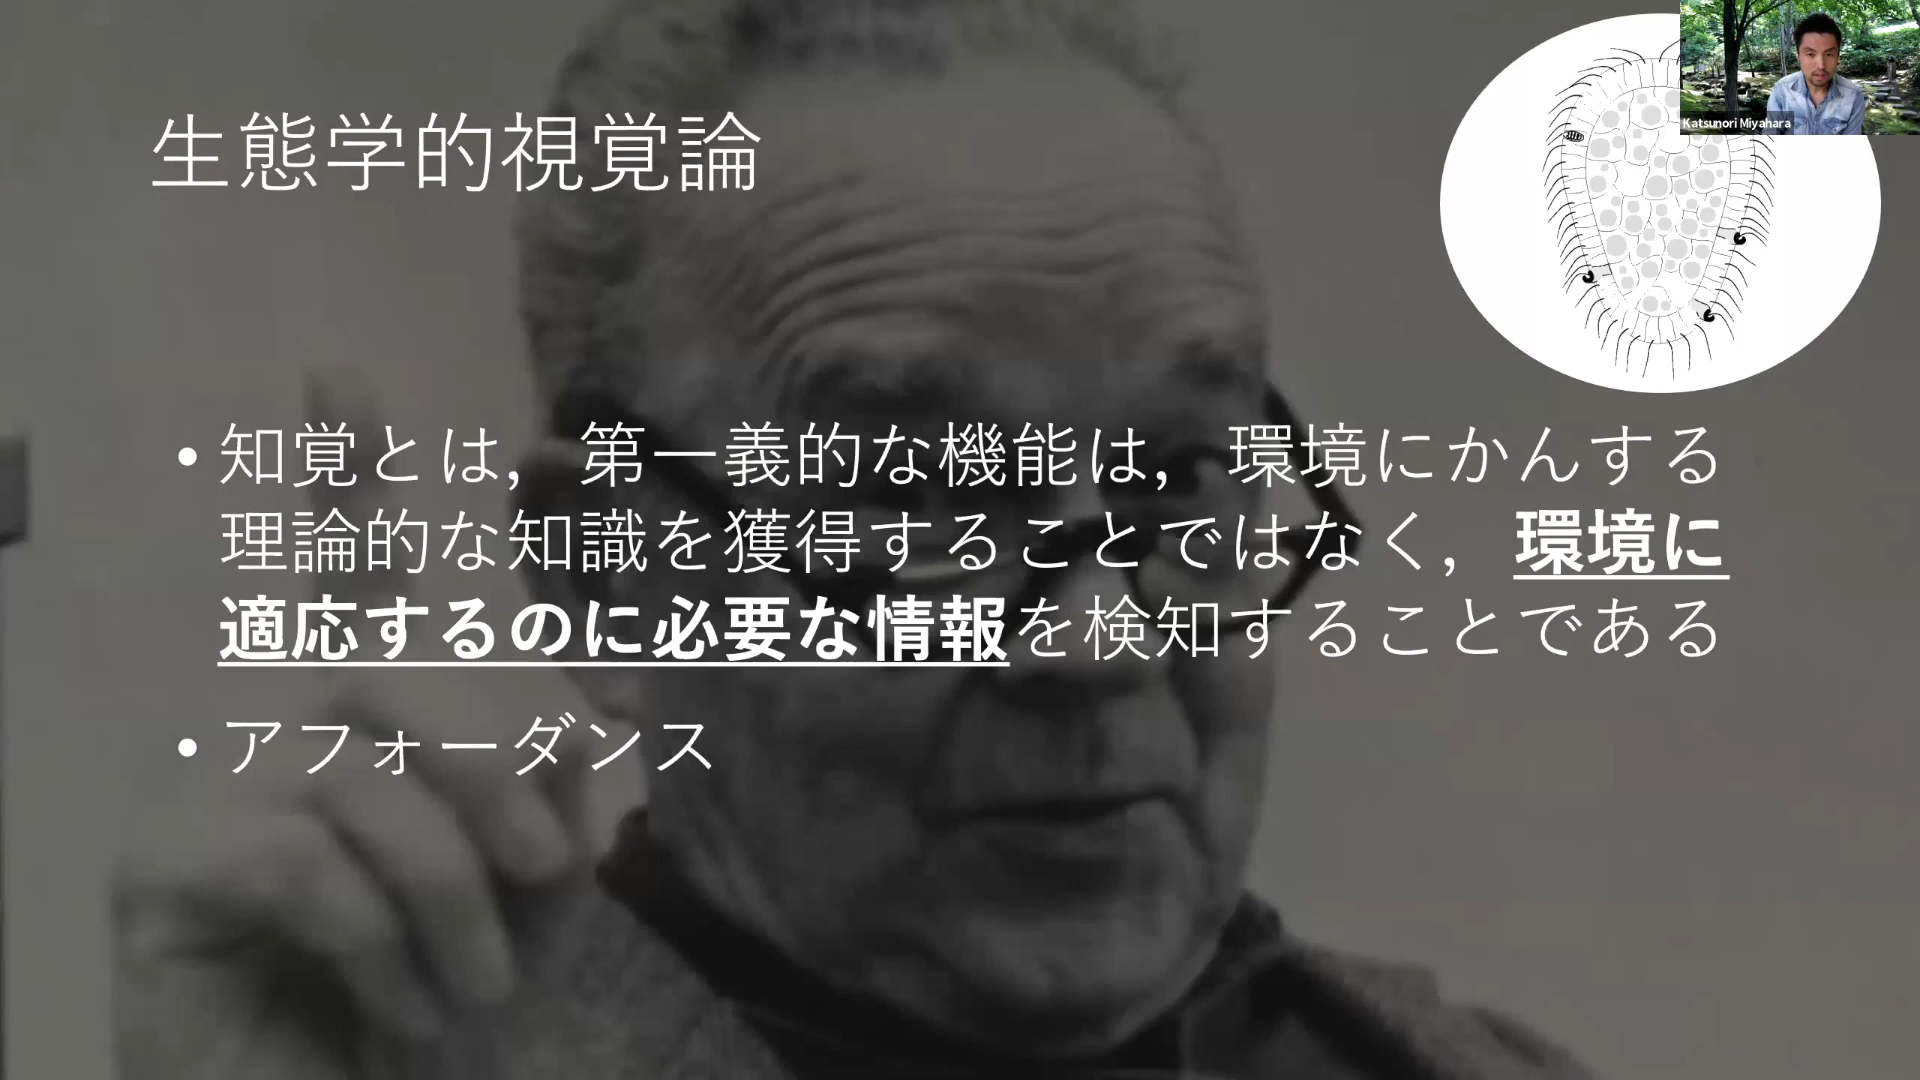 Katsunori Miyahara
生態学的視覚論
• 知覚とは，第一義的な機能は，環境にかんする
理論的な知識を獲得することではなく，環境に
適応するのに必要な情報を検知することである
• アフォーダンス